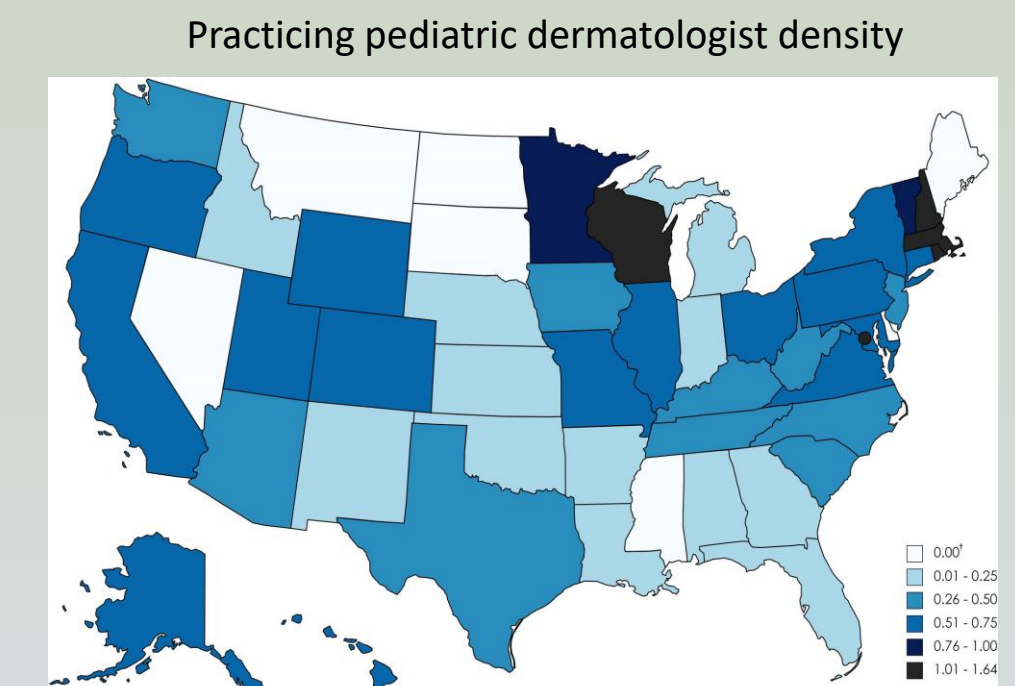 Practicing pediatric dermatologist density
0.00†
0.01 - 0.25
0.26 - 0.50
0.51 - 0.75
0.76 - 1.00
1.01 - 1.64